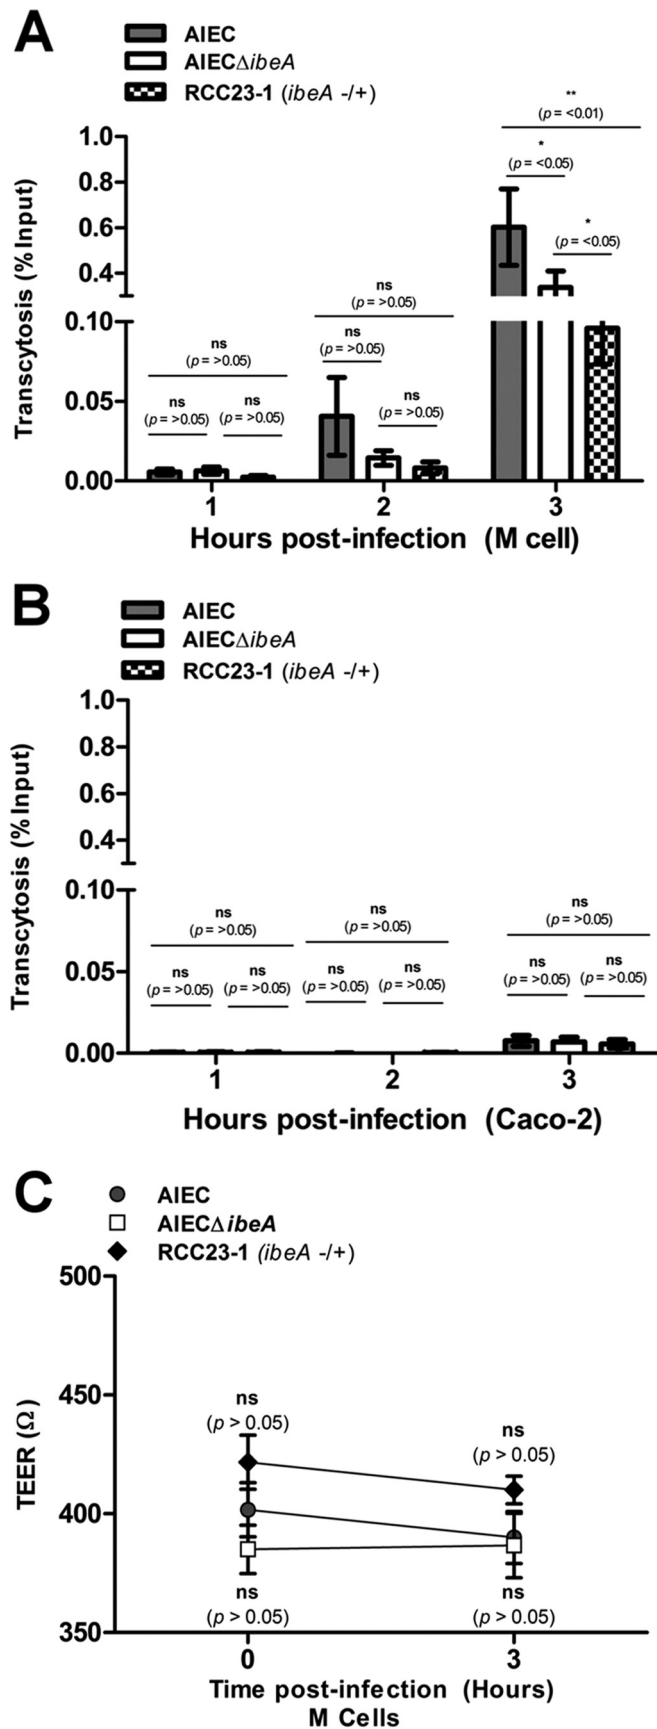 A
AIEC
AIECΔibeA
RCC23-1 (ibeA -/+)
**
(p = <0.01)
*
(p = <0.05)
*
(p = <0.05)
ns
(p = >0.05)
ns
(p = >0.05)
ns
(p = >0.05)
ns
(p = >0.05)
ns
(p = >0.05)
(p = >0.05)
Transcytosis (% Input)
1.0
0.8
0.6
0.4
0.10
0.05
0.00
1 2 3
Hours post-infection (M cell)
B
AIEC
AIECΔibeA
RCC23-1 (ibeA -/+)
Transcytosis (% Input)
1.0
0.8
0.6
0.4
0.10
0.05
0.00
ns
(p = >0.05)
ns
(p = >0.05)
ns
(p = >0.05)
ns
(p = >0.05)
ns
(p = >0.05)
ns
(p = >0.05)
ns
(p = >0.05)
ns
(p = >0.05)
ns
(p = >0.05)
1 2 3
Hours post-infection (Caco-2)
C
AIEC
AIECΔibeA
RCC23-1 (ibeA -/+)
TEER (Ω)
500
450
400
350
ns
(p > 0.05)
ns
(p > 0.05)
ns
(p > 0.05)
ns
(p > 0.05)
0 3
Time post-infection (Hours)
M Cells